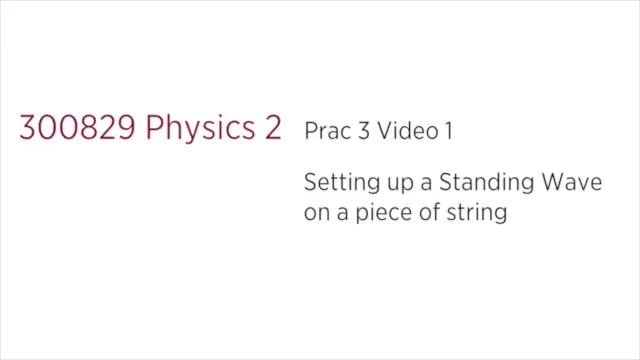 300829 Physics 2
Prac 3 Video 1
Setting up a Standing Wave
on a piece of string